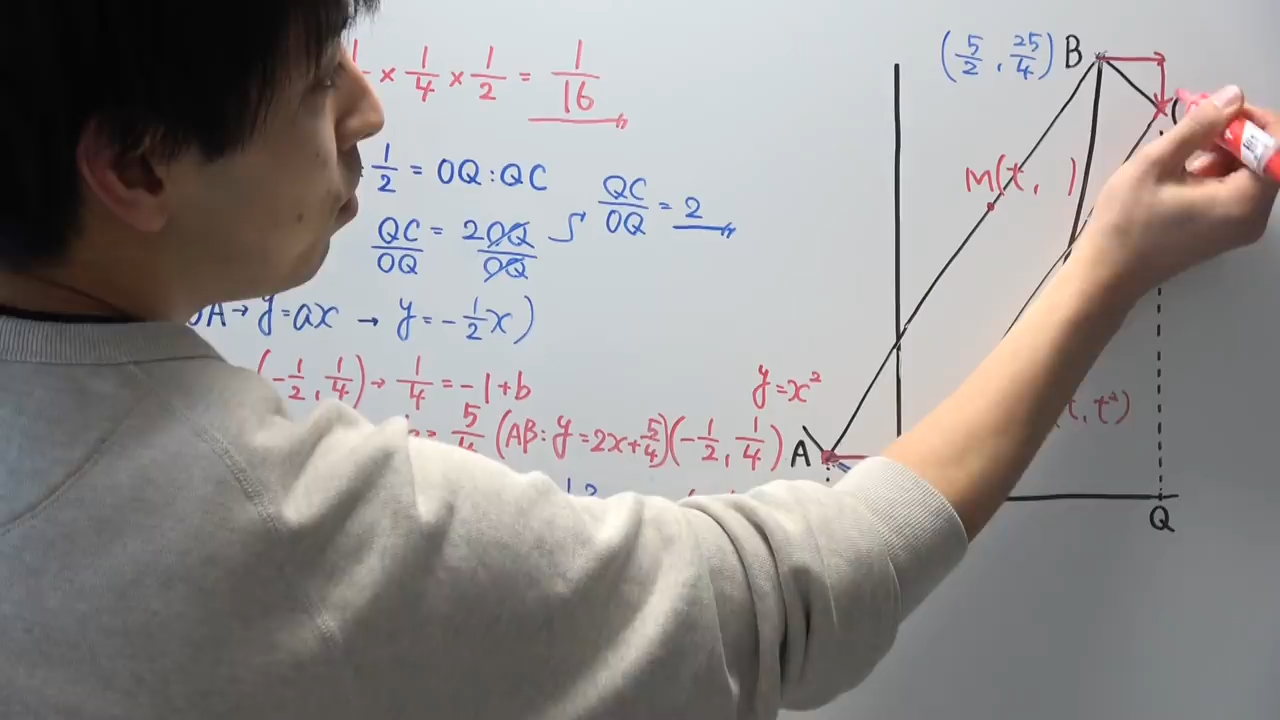 × 1/4 × 1/2 = 1/16
1/2 = OQ:QC
QC/OQ = 2OQ/OQ
QC/OQ = 2
A→ y=ax → y=-1/2x)
(-1/2, 1/4)→ 1/4 = -1+b
5/4 (AB: y=2x+5/4)(-1/2, 1/4) A
y=x²
(5/2, 25/4) B
M(t, )
t, t²)
Q